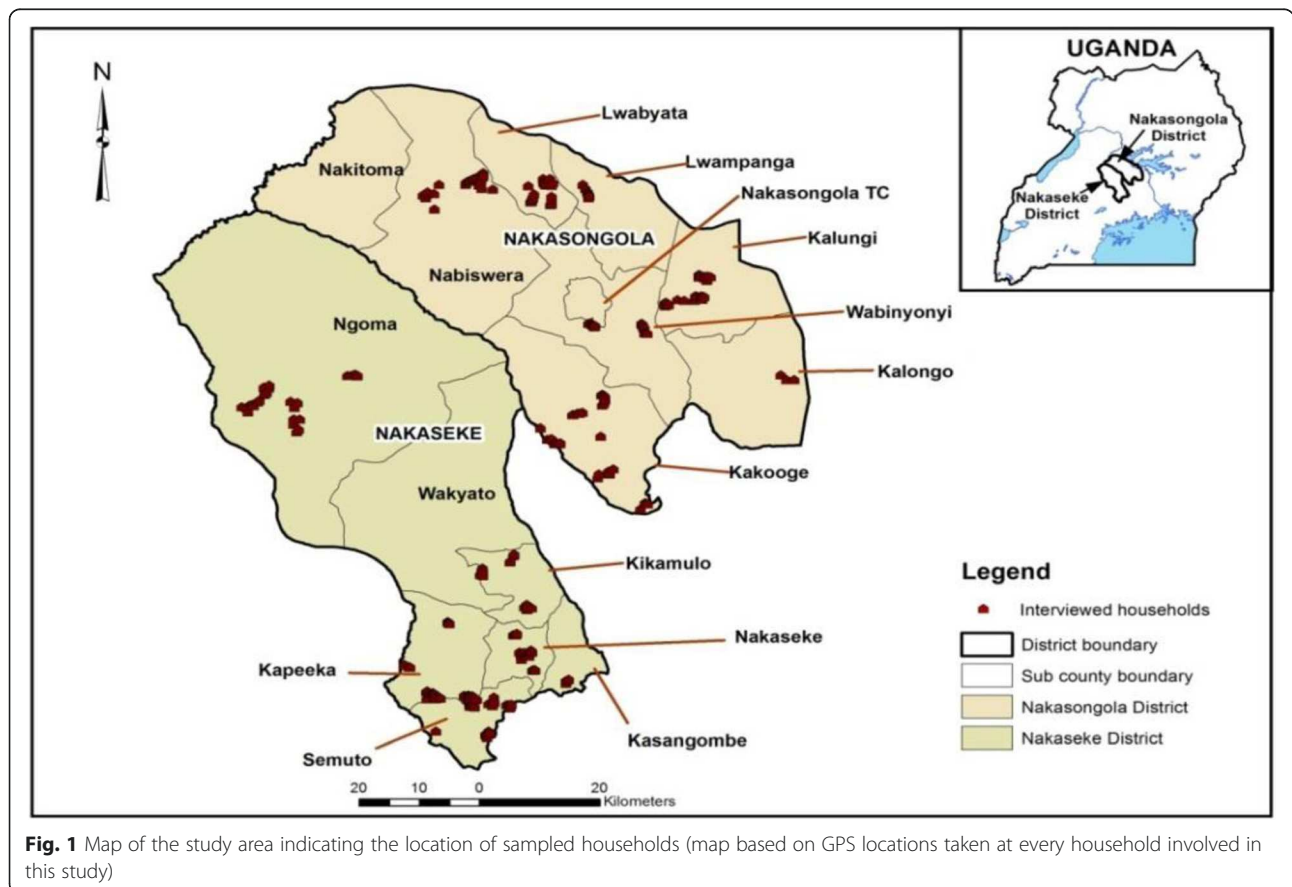 UGANDA
Nakasongola
District
Nakaseke
District
N
Lwabyata
Nakitoma
Lwampanga
Nakasongola TC
NAKASONGOLA
Kalungi
Nabiswera
Wabinyonyi
Ngoma
Kalongo
NAKASEKE
Kakooge
Wakyato
Kikamulo
Nakaseke
Kapeeka
Kasangombe
Semuto
Legend
Interviewed households
District boundary
Sub county boundary
Nakasongola District
Nakaseke District
20 10 0 20
Kilometers
Fig. 1 Map of the study area indicating the location of sampled households (map based on GPS locations taken at every household involved in
this study)